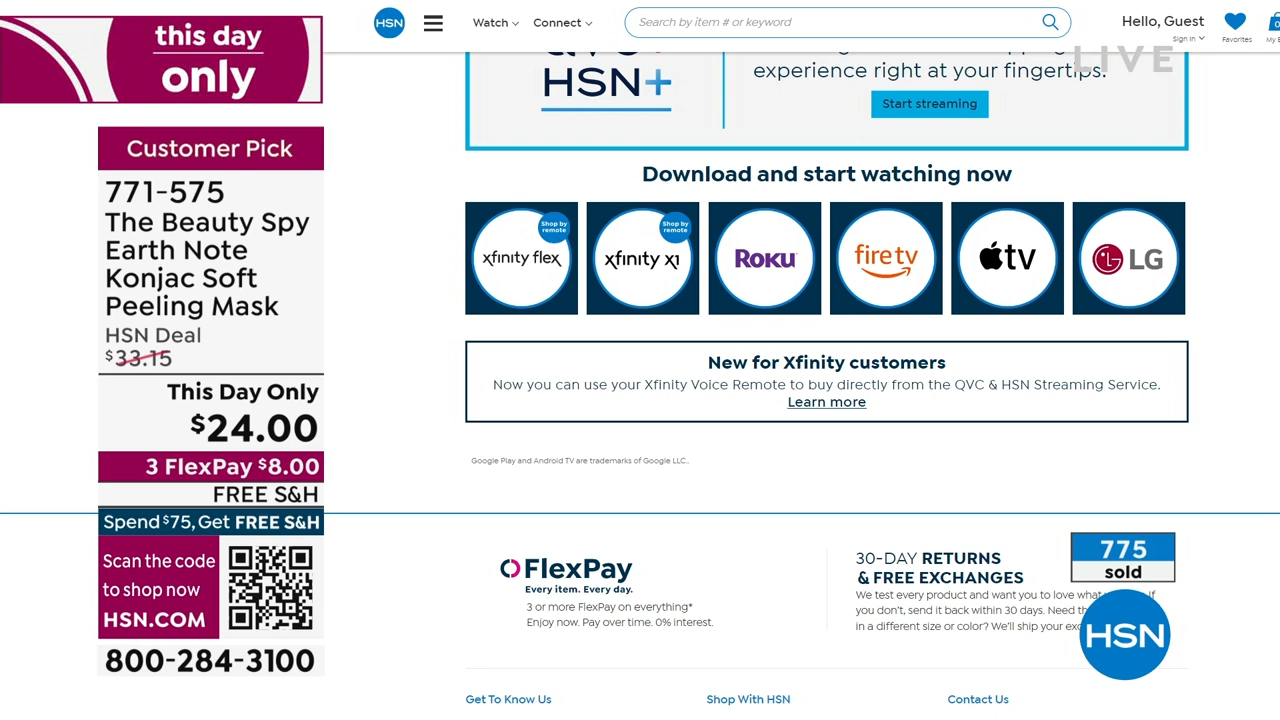 this day
only
Customer Pick
771-575
The Beauty Spy
Earth Note
Konjac Soft
Peeling Mask
HSN Deal
$33.15
This Day Only
$24.00
3 FlexPay $8.00
FREE S&H
Spend $75, Get FREE S&H
Scan the code
to shop now
HSN.COM
800-284-3100
HSN
Watch
Connect
Search by item # or keyword
Hello, Guest
Sign In
Favorites
0
My
LIVE
HSN+
experience right at your fingertips.
Start streaming
Download and start watching now
Shop by
remote
xfinity flex
Shop by
remote
xfinity x1
ROKU
fire tv
tv
LG
New for Xfinity customers
Now you can use your Xfinity Voice Remote to buy directly from the QVC & HSN Streaming Service.
Learn more
Google Play and Android TV are trademarks of Google LLC..
FlexPay
Every item. Every day.
3 or more FlexPay on everything*
Enjoy now. Pay over time. 0% interest.
30-DAY RETURNS
& FREE EXCHANGES
We test every product and want you to love what
you don't, send it back within 30 days. Need
in a different size or color? We'll ship your
775
sold
HSN
Get To Know Us
Shop With HSN
Contact Us